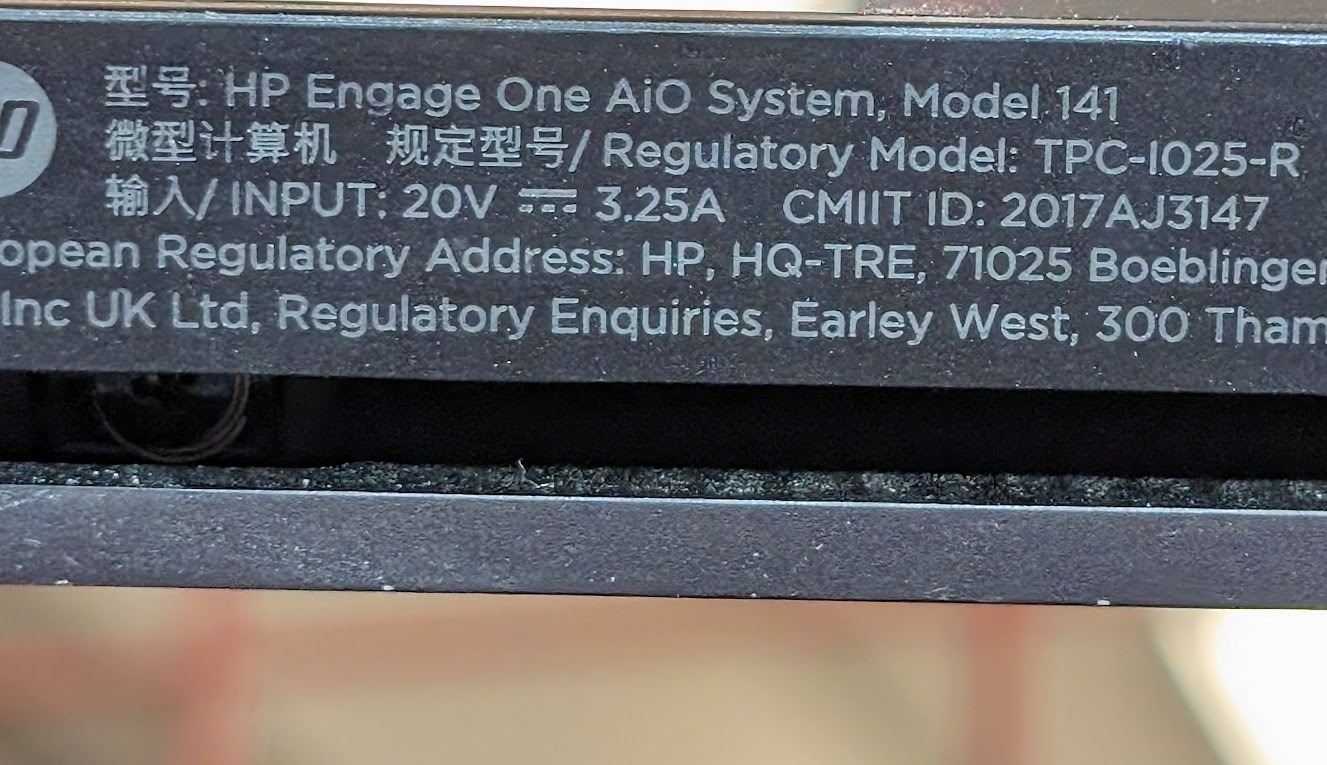 型号: HP Engage One AiO System, Model 141
微型计算机 规定型号/ Regulatory Model: TPC-I025-R
输入/ INPUT: 20V ⎓ 3.25A CMIIT ID: 2017AJ3147
opean Regulatory Address: HP, HQ-TRE, 71025 Boeblinge
Inc UK Ltd, Regulatory Enquiries, Earley West, 300 Tham